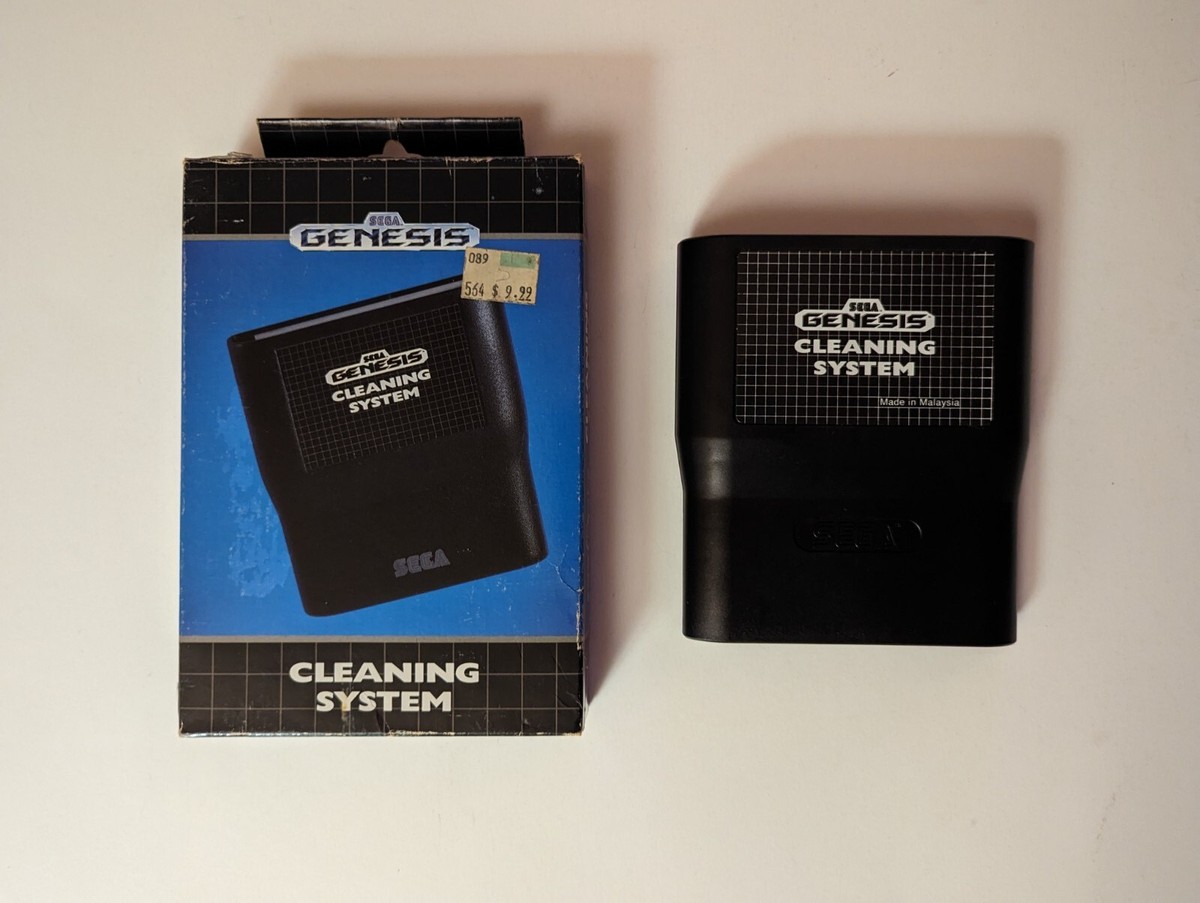 SEGA
GENESIS
089
564 $ 9.99
SEGA
GENESIS
CLEANING
SYSTEM
SEGA
CLEANING
SYSTEM
SEGA
GENESIS
CLEANING
SYSTEM
Made in Malaysia
SEGA